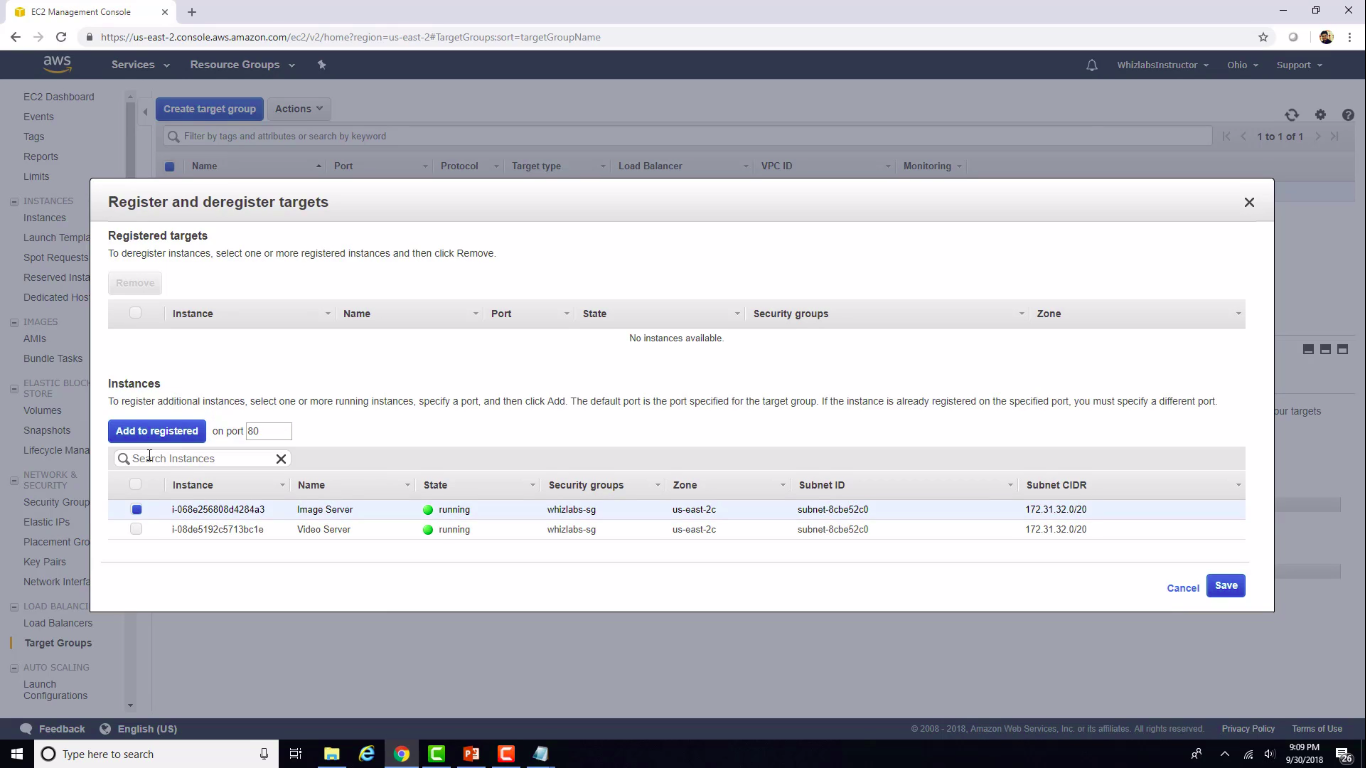 EC2 Management Console
https://us-east-2.console.aws.amazon.com/ec2/v2/home?region=us-east-2#TargetGroups:sort=targetGroupName
aws Services Resource Groups WhizlabsInstructor Ohio Support
EC2 Dashboard
Events
Tags
Reports
Limits
INSTANCES
Instances
Launch Templa
Spot Requests
Reserved Insta
Dedicated Hos
IMAGES
AMIs
Bundle Tasks
ELASTIC BLOCK
STORE
Volumes
Snapshots
Lifecycle Mana
NETWORK &
SECURITY
Security Group
Elastic IPs
Placement Gro
Key Pairs
Network Interfa
LOAD BALANCI
Load Balancers
Target Groups
AUTO SCALING
Launch
Configurations
Create target group Actions
Filter by tags and attributes or search by keyword
1 to 1 of 1
Name Port Protocol Target type Load Balancer VPC ID Monitoring
Register and deregister targets
Registered targets
To deregister instances, select one or more registered instances and then click Remove.
Remove
Instance Name Port State Security groups Zone
No instances available.
Instances
To register additional instances, select one or more running instances, specify a port, and then click Add. The default port is the port specified for the target group. If the instance is already registered on the specified port, you must specify a different port.
Add to registered on port 80
Search Instances
Instance Name State Security groups Zone Subnet ID Subnet CIDR
i-068e256808d4284a3 Image Server running whizlabs-sg us-east-2c subnet-8cbe52c0 172.31.32.0/20
i-08de5192c5713bc1e Video Server running whizlabs-sg us-east-2c subnet-8cbe52c0 172.31.32.0/20
Cancel Save
our targets
Feedback English (US) © 2008 - 2018, Amazon Web Services, Inc. or its affiliates. All rights reserved. Privacy Policy Terms of Use
Type here to search
9:09 PM
9/30/2018
26